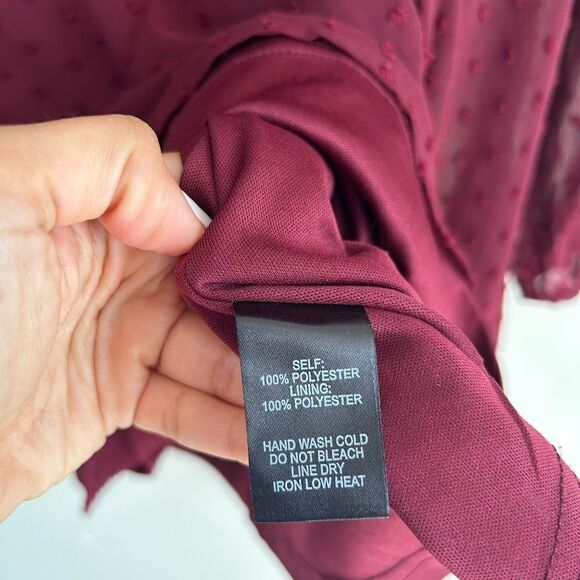 SELF:
100% POLYESTER
LINING:
100% POLYESTER
HAND WASH COLD
DO NOT BLEACH
LINE DRY
IRON LOW HEAT